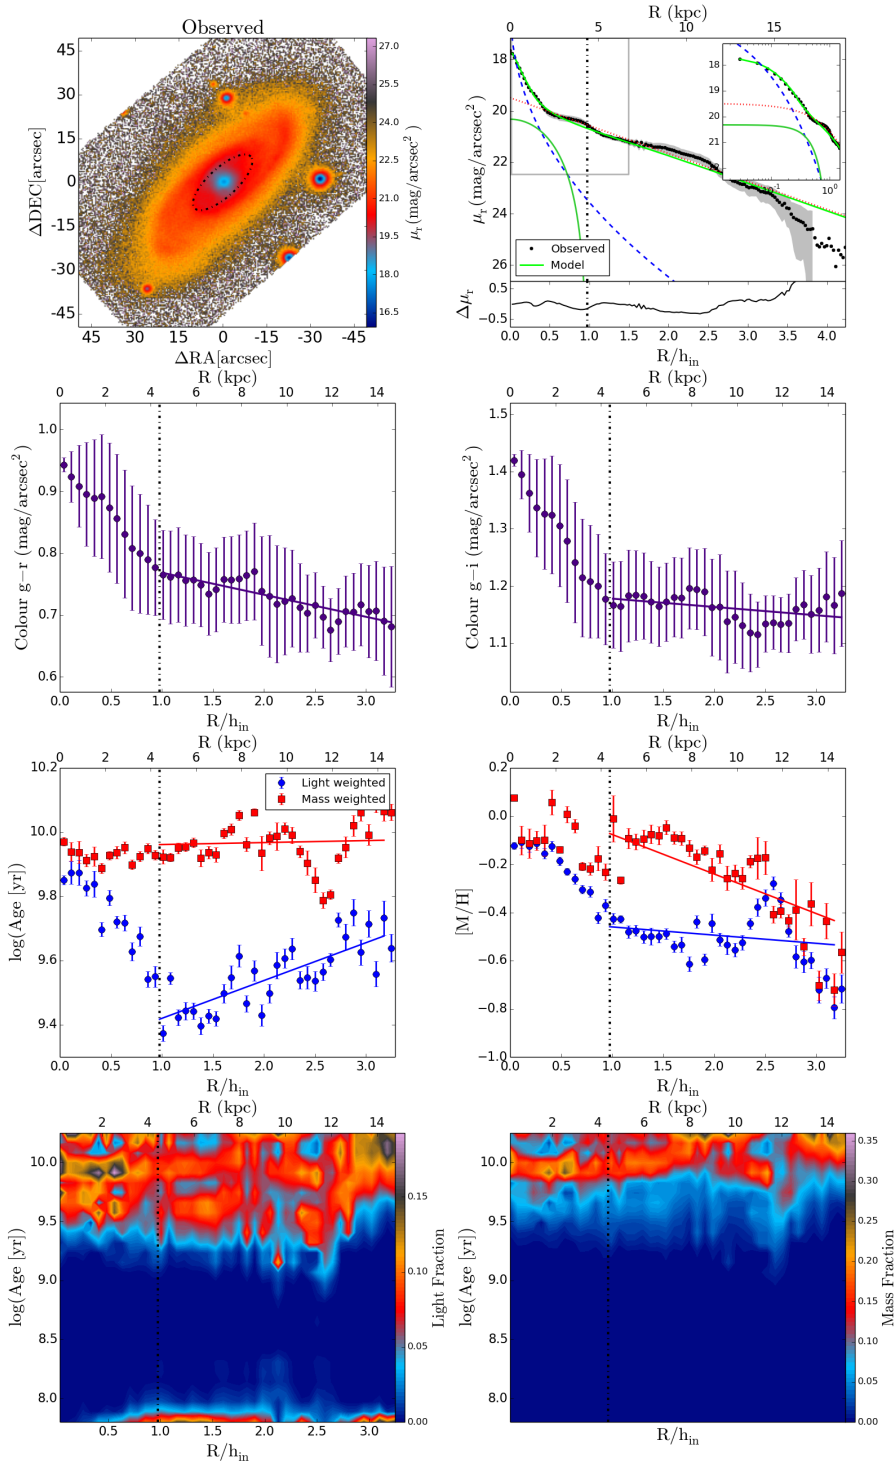 Observed
49
30
15
0
-15
-30
-45
45
30
15
0
-15
-30
-45
ΔDEC[arcsec]
ΔRA[arcsec]
27.0
25.5
24.0
22.5
21.0
19.5
18.0
16.5
μr(mag/arcsec²)
R (kpc)
0
5
10
15
18
20
22
24
26
μr(mag/arcsec²)
Observed
Model
18
19
20
21
10⁻¹
10⁰
0.5
−0.5
Δμr
0.0
0.5
1.0
1.5
2.0
2.5
3.0
3.5
4.0
R/hin
R (kpc)
0 2 4 6 8 10 12 14
1.0
0.9
0.8
0.7
0.6
Colour g−r (mag/arcsec²)
0.0 0.5 1.0 1.5 2.0 2.5 3.0
R/hin
R (kpc)
0 2 4 6 8 10 12 14
1.5
1.4
1.3
1.2
1.1
Colour g−i (mag/arcsec²)
0.0 0.5 1.0 1.5 2.0 2.5 3.0
R/hin
R (kpc)
0 2 4 6 8 10 12 14
10.2
10.0
9.8
9.6
9.4
log(Age [yr])
Light weighted
Mass weighted
0.0 0.5 1.0 1.5 2.0 2.5 3.0
R/hin
R (kpc)
0 2 4 6 8 10 12 14
0.2
0.0
−0.2
−0.4
−0.6
−0.8
−1.0
[M/H]
0.0 0.5 1.0 1.5 2.0 2.5 3.0
R/hin
R (kpc)
2 4 6 8 10 12 14
10.0
9.5
9.0
8.5
8.0
log(Age [yr])
0.0 0.5 1.0 1.5 2.0 2.5 3.0
R/hin
0.15
0.10
0.05
0.00
Light Fraction
R (kpc)
2 4 6 8 10 12 14
10.0
9.5
9.0
8.5
8.0
log(Age [yr])
R/hin
0.35
0.30
0.25
0.20
0.15
0.10
0.05
0.00
Mass Fraction